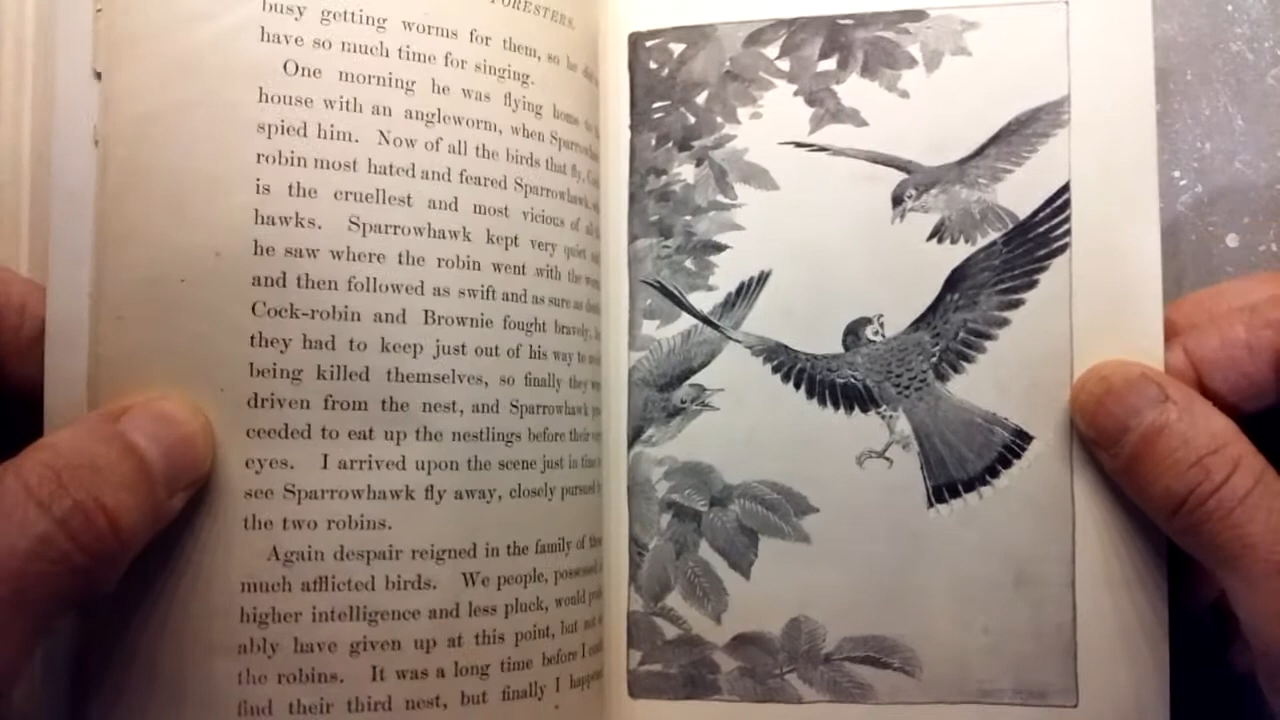 FORESTERS.
busy getting worms for them, so he
have so much time for singing.
One morning he was flying home
house with an angleworm, when
spied him. Now of all the birds that fly,
robin most hated and feared Sparrowhawk,
is the cruellest and most vicious of
hawks. Sparrowhawk kept very quiet
he saw where the robin went with the
and then followed as swift and as sure as
Cock-robin and Brownie fought bravely,
they had to keep just out of his way to
being killed themselves, so finally they
driven from the nest, and Sparrowhawk
ceeded to eat up the nestlings before their
eyes. I arrived upon the scene just in time
see Sparrowhawk fly away, closely pursued
the two robins.
Again despair reigned in the family of
much afflicted birds. We people,
higher intelligence and less pluck, would
ably have given up at this point, but
the robins. It was a long time before I
find their third nest, but finally I